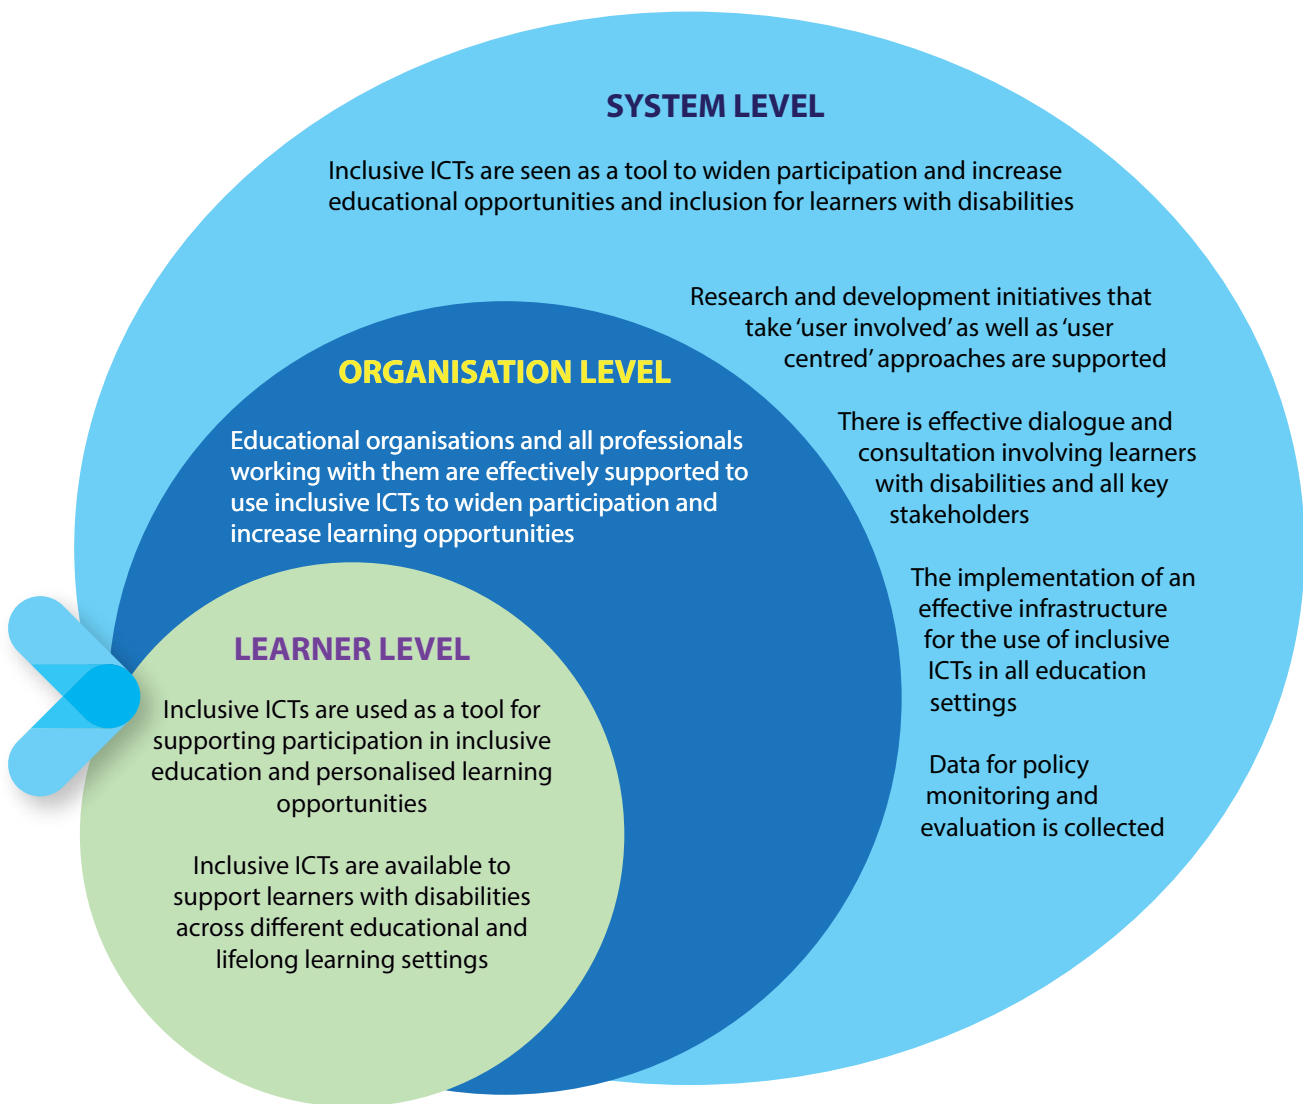 SYSTEM LEVEL
Inclusive ICTs are seen as a tool to widen participation and increase
educational opportunities and inclusion for learners with disabilities
Research and development initiatives that
take ‘user involved’ as well as ‘user
centred’ approaches are supported
There is effective dialogue and
consultation involving learners
with disabilities and all key
stakeholders
The implementation of an
effective infrastructure
for the use of inclusive
ICTs in all education
settings
Data for policy
monitoring and
evaluation is collected
ORGANISATION LEVEL
Educational organisations and all professionals
working with them are effectively supported to
use inclusive ICTs to widen participation and
increase learning opportunities
LEARNER LEVEL
Inclusive ICTs are used as a tool for
supporting participation in inclusive
education and personalised learning
opportunities
Inclusive ICTs are available to
support learners with disabilities
across different educational and
lifelong learning settings